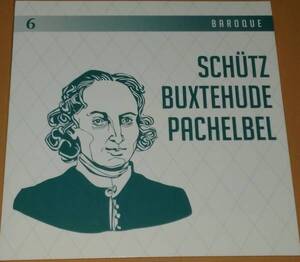 6
BAROQUE
SCHÜTZ
BUXTEHUDE
PACHELBEL